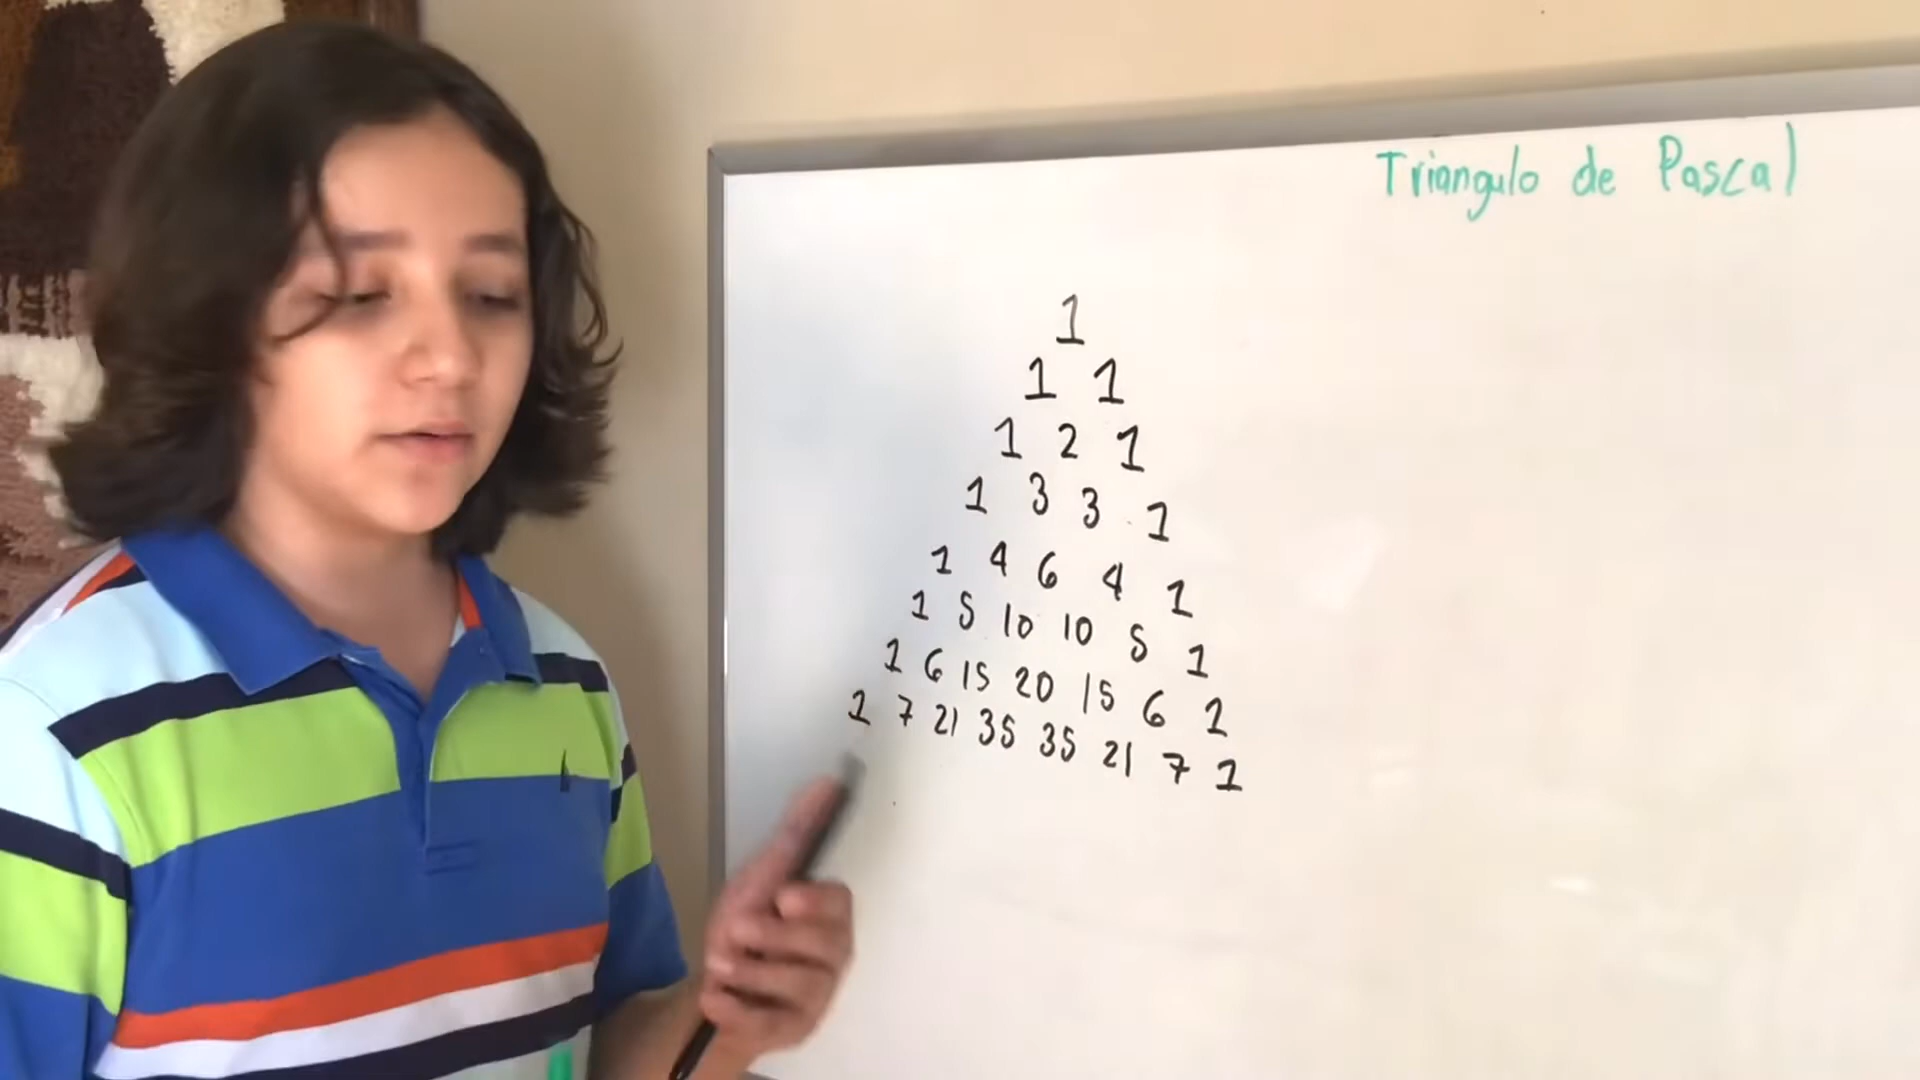 Triangulo de Pascal
1
1 1
1 2 1
1 3 3 1
1 4 6 4 1
1 5 10 10 5 1
1 6 15 20 15 6 1
1 7 21 35 35 21 7 1